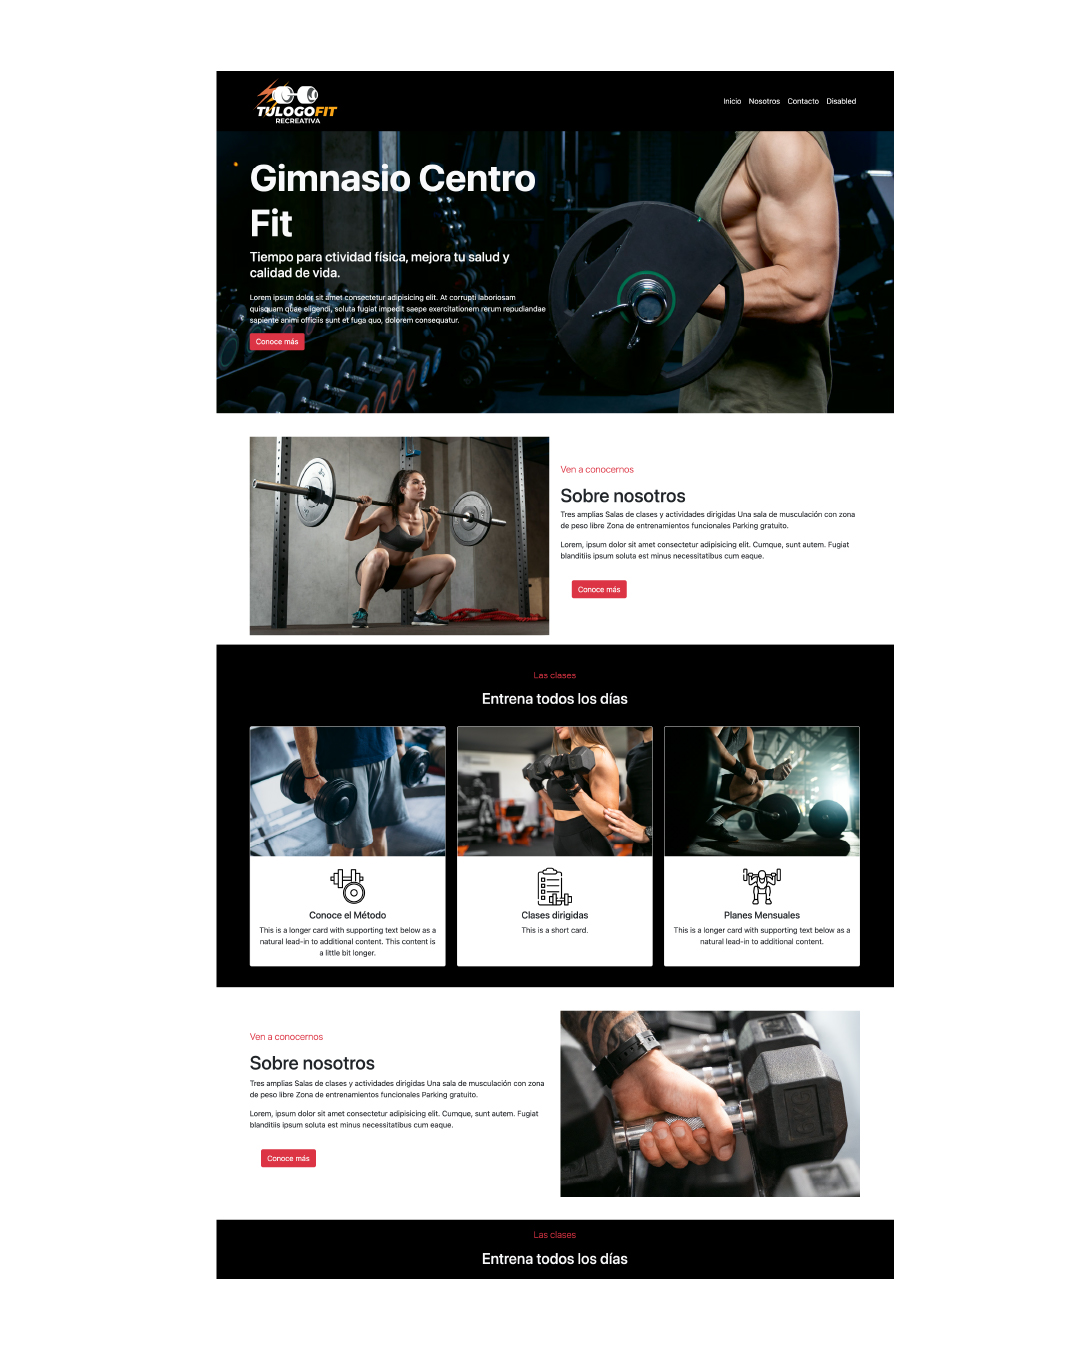 TULOGOFIT
RECREATIVA
Inicio Nosotros Contacto Disabled
Gimnasio Centro
Fit
Tiempo para ctividad física, mejora tu salud y
calidad de vida.
Lorem ipsum dolor sit amet consectetur adipisicing elit. At corrupti laboriosam
quisquam quae eligendi, soluta fugiat impedit saepe exercitationem rerum repudiandae
sapiente animi officiis sunt et fuga quo, dolorem consequatur.
Conoce más
Ven a conocernos
Sobre nosotros
Tres amplias Salas de clases y actividades dirigidas Una sala de musculación con zona
de peso libre Zona de entrenamientos funcionales Parking gratuito.
Lorem, ipsum dolor sit amet consectetur adipisicing elit. Cumque, sunt autem. Fugiat
blanditiis ipsum soluta est minus necessitatibus cum eaque.
Conoce más
Las clases
Entrena todos los días
Conoce el Método
This is a longer card with supporting text below as a
natural lead-in to additional content. This content is
a little bit longer.
Clases dirigidas
This is a short card.
Planes Mensuales
This is a longer card with supporting text below as a
natural lead-in to additional content.
Ven a conocernos
Sobre nosotros
Tres amplias Salas de clases y actividades dirigidas Una sala de musculación con zona
de peso libre Zona de entrenamientos funcionales Parking gratuito.
Lorem, ipsum dolor sit amet consectetur adipisicing elit. Cumque, sunt autem. Fugiat
blanditiis ipsum soluta est minus necessitatibus cum eaque.
Conoce más
Las clases
Entrena todos los días